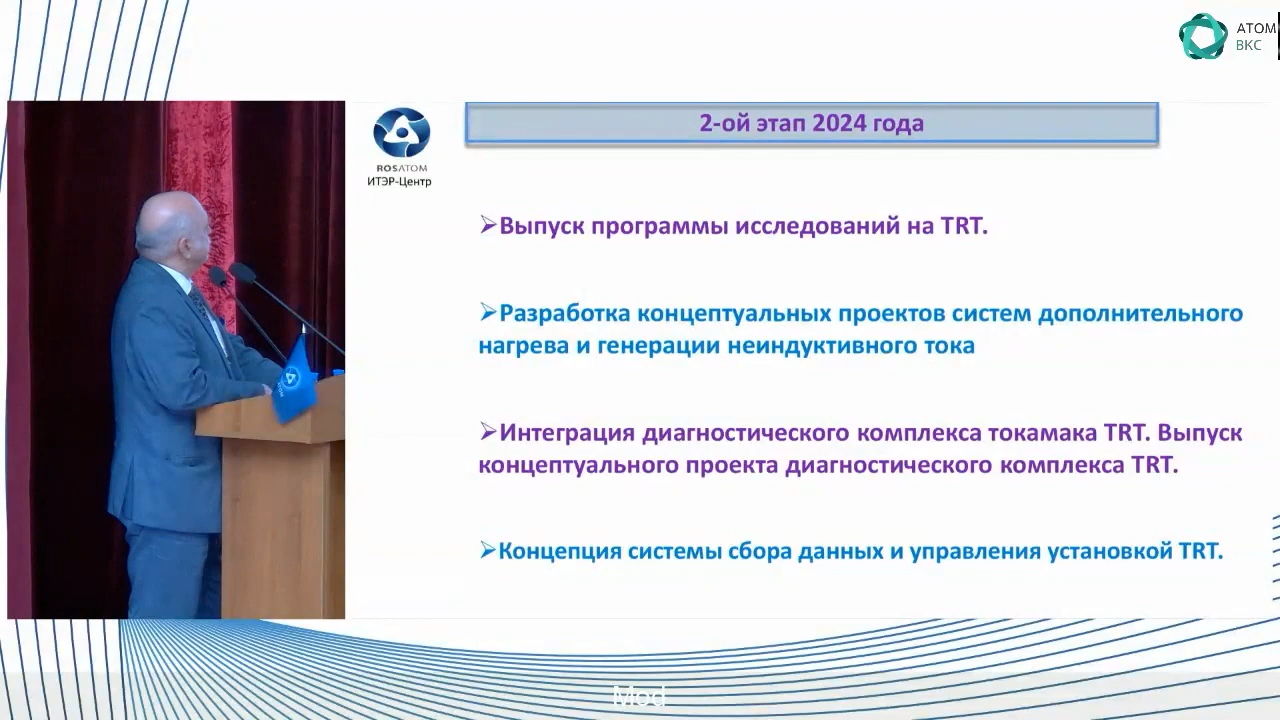 АТОМ
ВКС
ROSATOM
ИТЭР-Центр
2-ой этап 2024 года
Выпуск программы исследований на TRT.
Разработка концептуальных проектов систем дополнительного
нагрева и генерации неиндуктивного тока
Интеграция диагностического комплекса токамака TRT. Выпуск
концептуального проекта диагностического комплекса TRT.
Концепция системы сбора данных и управления установкой TRT.
Mod